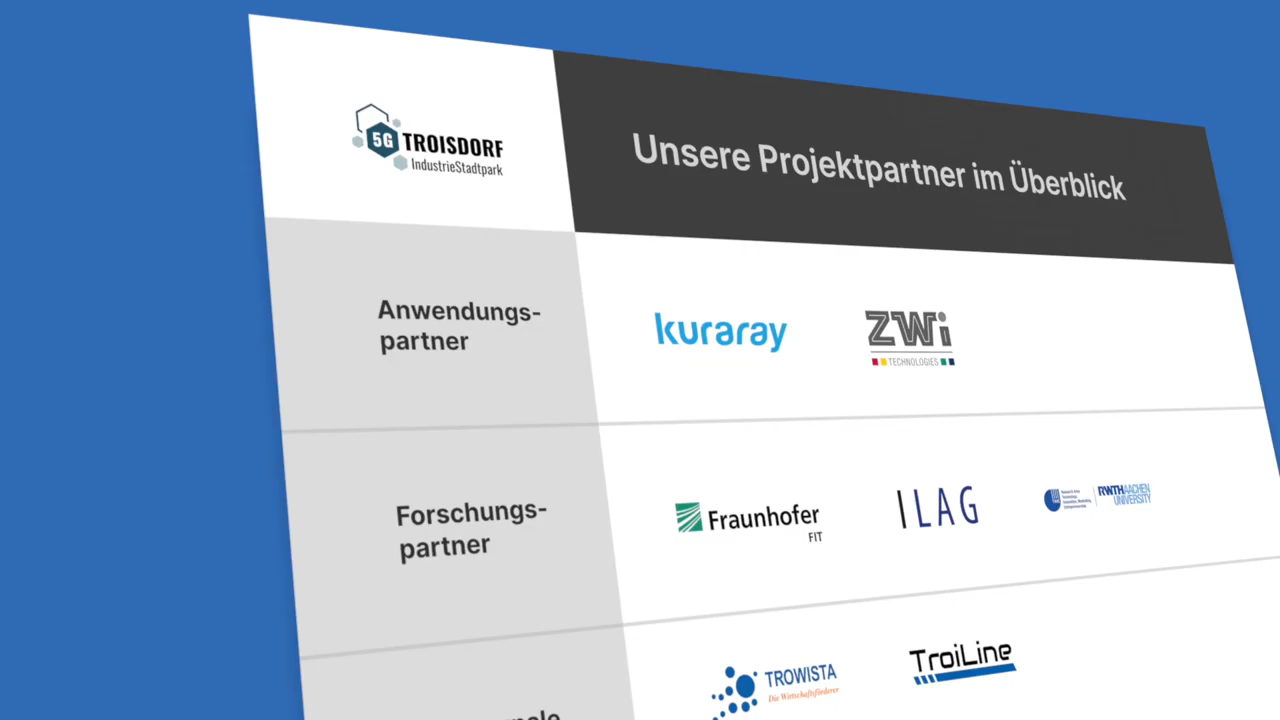 5G TROISDORF
IndustrieStadtpark
Unsere Projektpartner im Überblick
Anwendungs-
partner
kuraray
ZWi
TECHNOLOGIES
Forschungs-
partner
Fraunhofer
FIT
ILAG
RWTHAACHEN
UNIVERSITY
TROWISTA
Die Wirtschaftsförderer
TroiLine